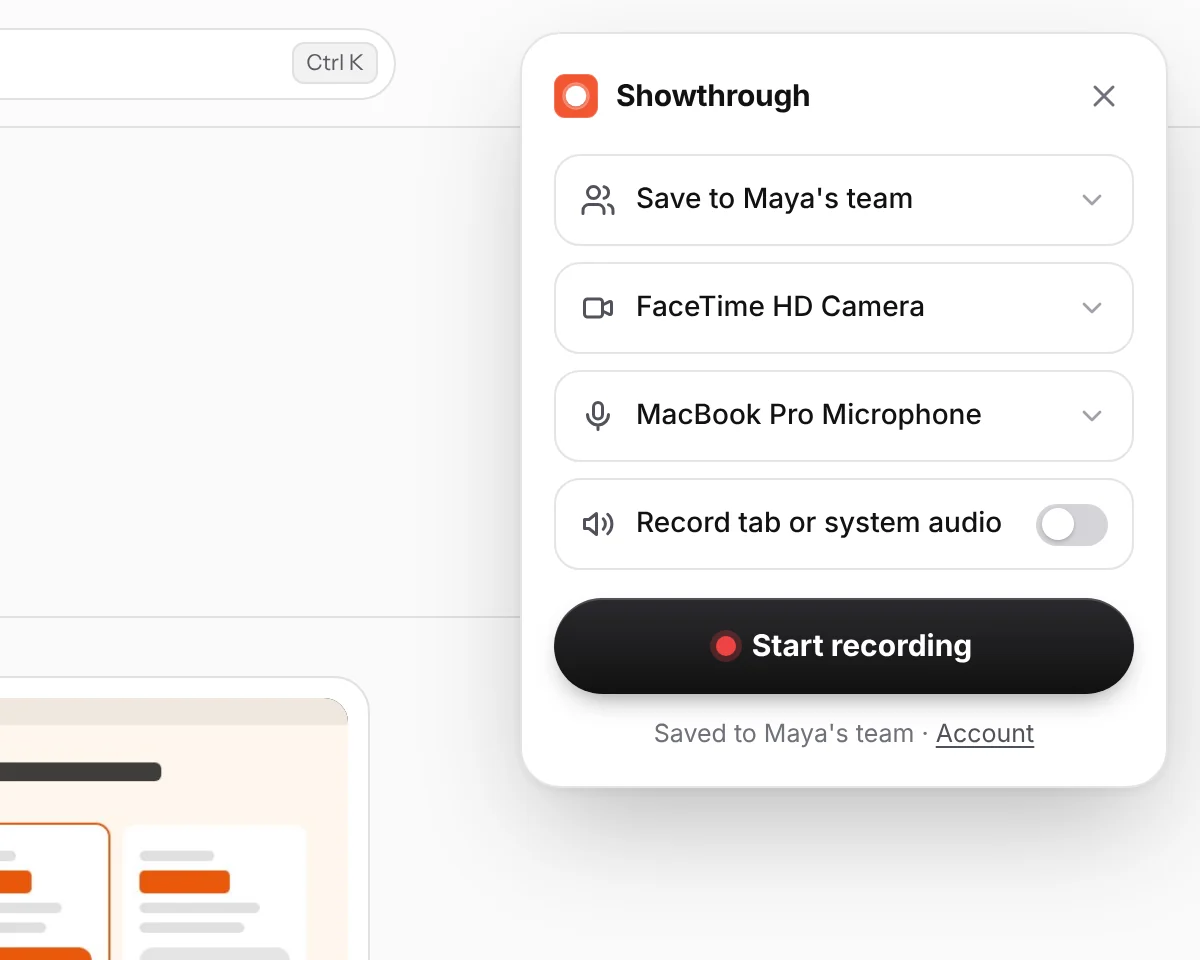 Ctrl K
Showthrough
Save to Maya's team
FaceTime HD Camera
MacBook Pro Microphone
Record tab or system audio
Start recording
Saved to Maya's team · Account